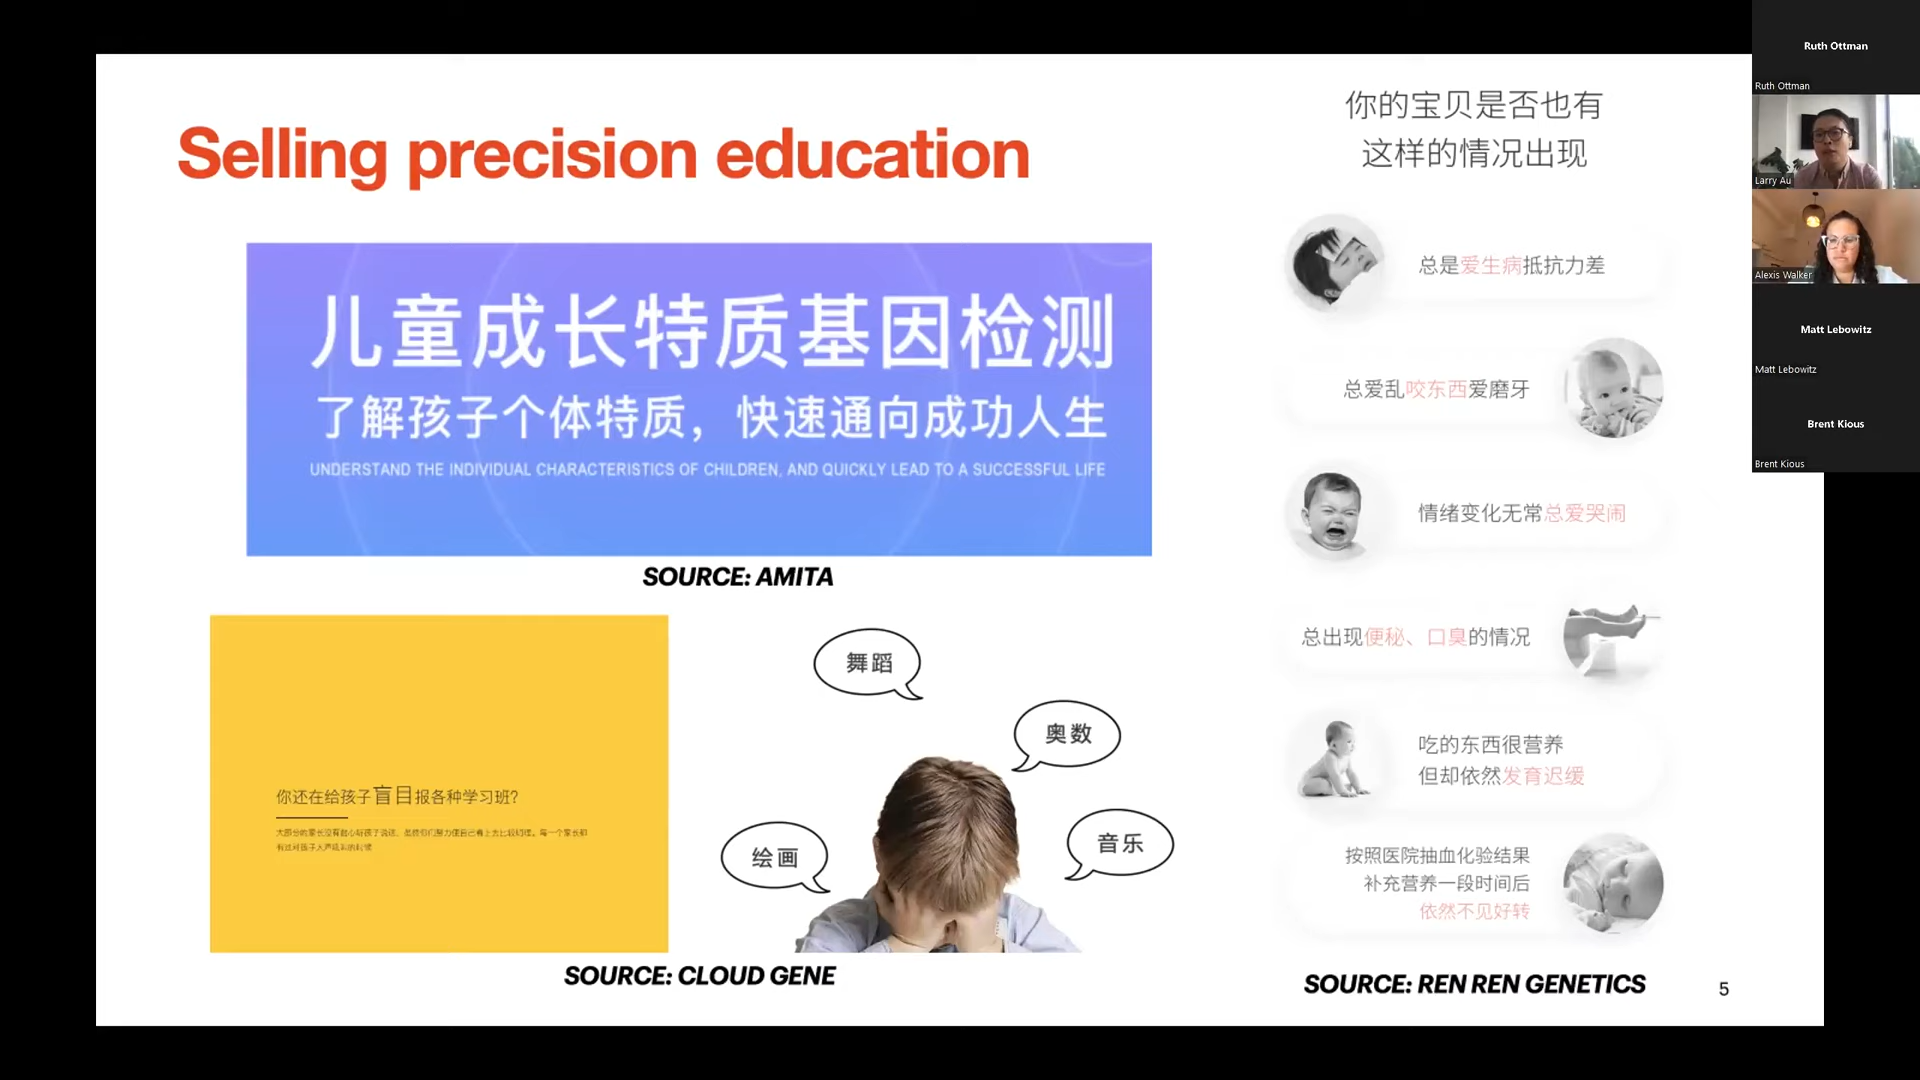 Selling precision education
儿童成长特质基因检测
了解孩子个体特质，快速通向成功人生
UNDERSTAND THE INDIVIDUAL CHARACTERISTICS OF CHILDREN, AND QUICKLY LEAD TO A SUCCESSFUL LIFE
SOURCE: AMITA
你还在给孩子盲目报各种学习班?
舞蹈
奥数
绘画
音乐
SOURCE: CLOUD GENE
你的宝贝是否也有
这样的情况出现
总是爱生病抵抗力差
总爱乱咬东西爱磨牙
情绪变化无常总爱哭闹
总出现便秘、口臭的情况
吃的东西很营养
但却依然发育迟缓
按照医院抽血化验结果
补充营养一段时间后
依然不见好转
SOURCE: REN REN GENETICS
5
Ruth Ottman
Ruth Ottman
Larry Au
Alexis Walker
Matt Lebowitz
Matt Lebowitz
Brent Kious
Brent Kious